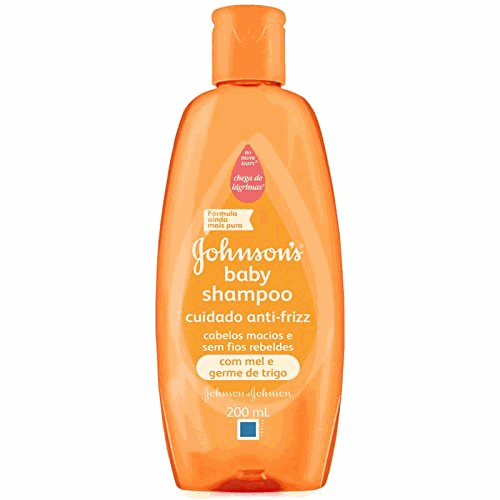 no more
tears™
chega de
lágrimas®
Fórmula
ainda
mais pura
Johnson's
baby
shampoo
cuidado anti-frizz
cabelos macios e
sem fios rebeldes
com mel e
germe de trigo
Johnson & Johnson
200 mL